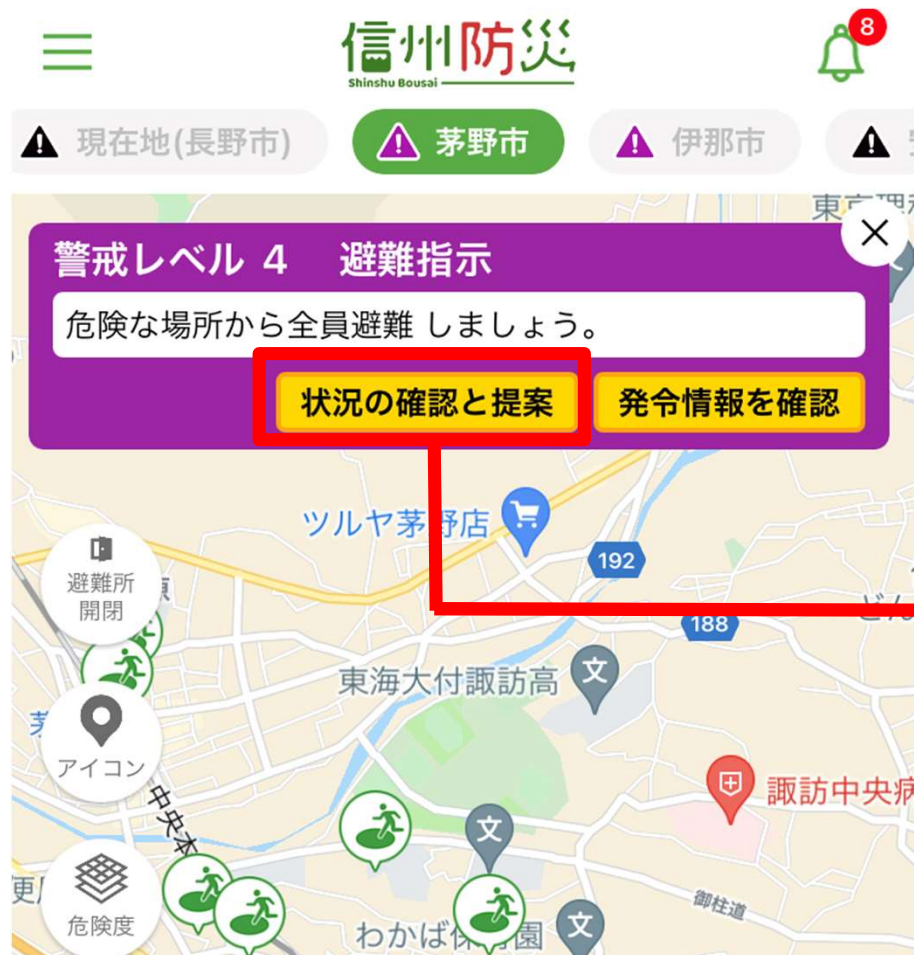 信州防災
Shinshu Bousai
8
現在地(長野市)
茅野市
伊那市
警戒レベル 4 避難指示
危険な場所から全員避難 しましょう。
状況の確認と提案
発令情報を確認
ツルヤ茅野店
192
避難所
開閉
188
どん
東海大付諏訪高
文
アイコン
諏訪中央病
中央本
文
危険度
御柱道
わかば
園
文